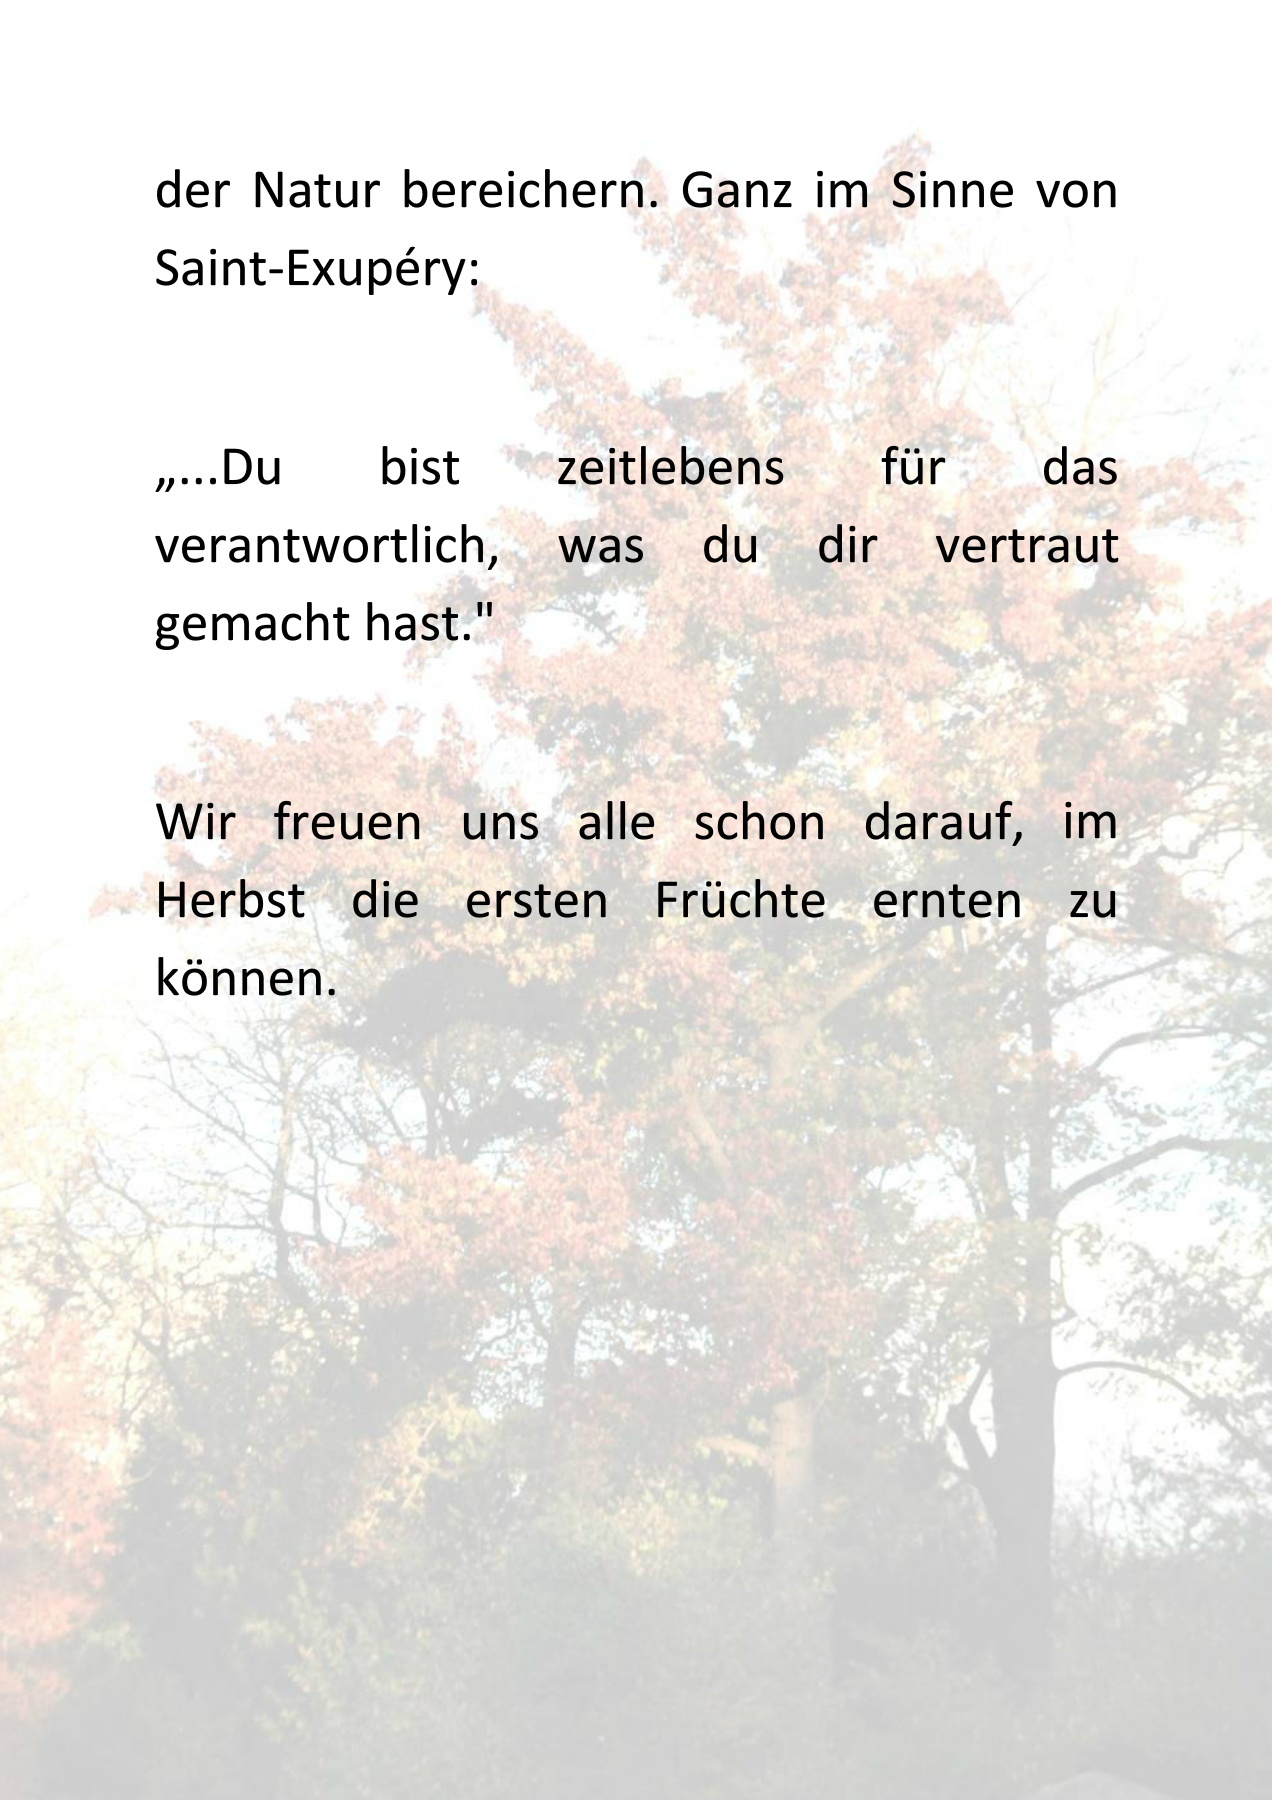 der Natur bereichern. Ganz im Sinne von
Saint-Exupéry:
„...Du bist zeitlebens für das
verantwortlich, was du dir vertraut
gemacht hast."
Wir freuen uns alle schon darauf, im
Herbst die ersten Früchte ernten zu
können.